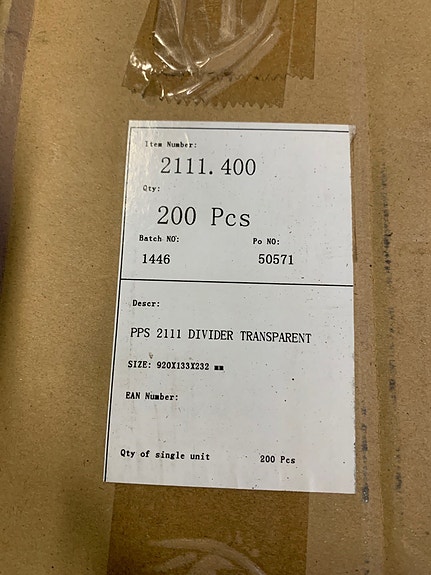 Item Number:
2111.400
Qty:
200 Pcs
Batch NO: Po NO:
1446 50571
Descr:
PPS 2111 DIVIDER TRANSPARENT
SIZE: 920X133X232 mm
EAN Number:
Qty of single unit 200 Pcs